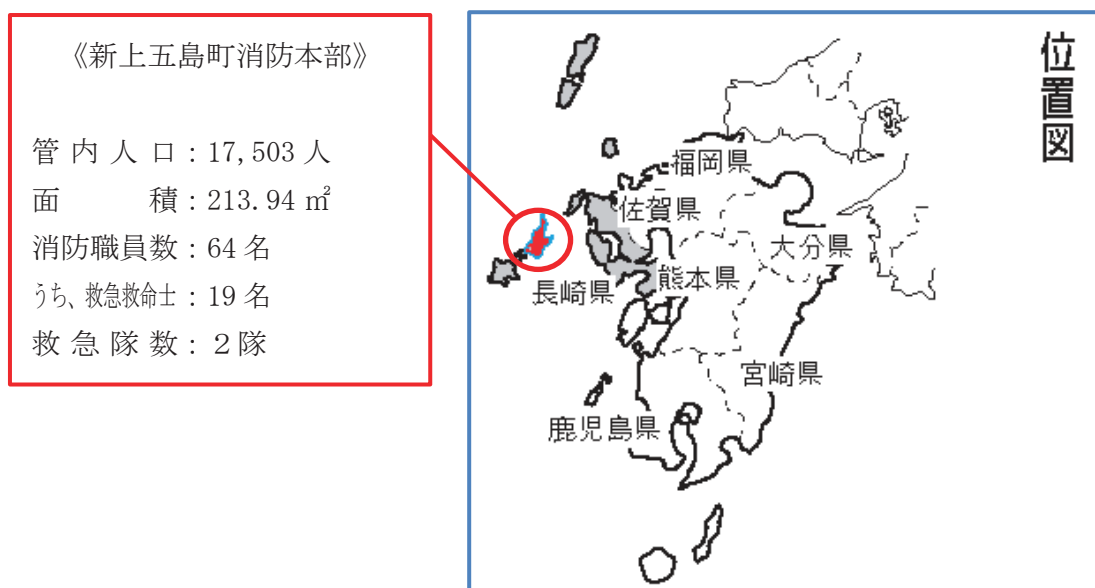 《新上五島町消防本部》
管内人口：17,503人
面　　積：213.94㎡
消防職員数：64名
うち、救急救命士：19名
救急隊数：２隊
位置図
福岡県
佐賀県
大分県
長崎県
熊本県
宮崎県
鹿児島県